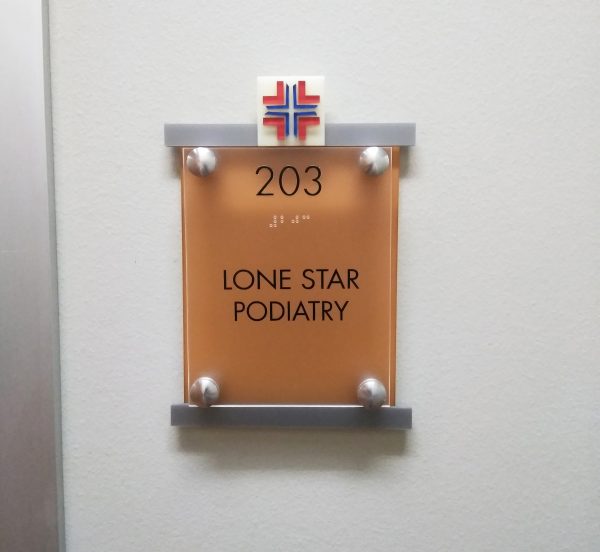 203
⠼⠃⠚⠉
LONE STAR
PODIATRY